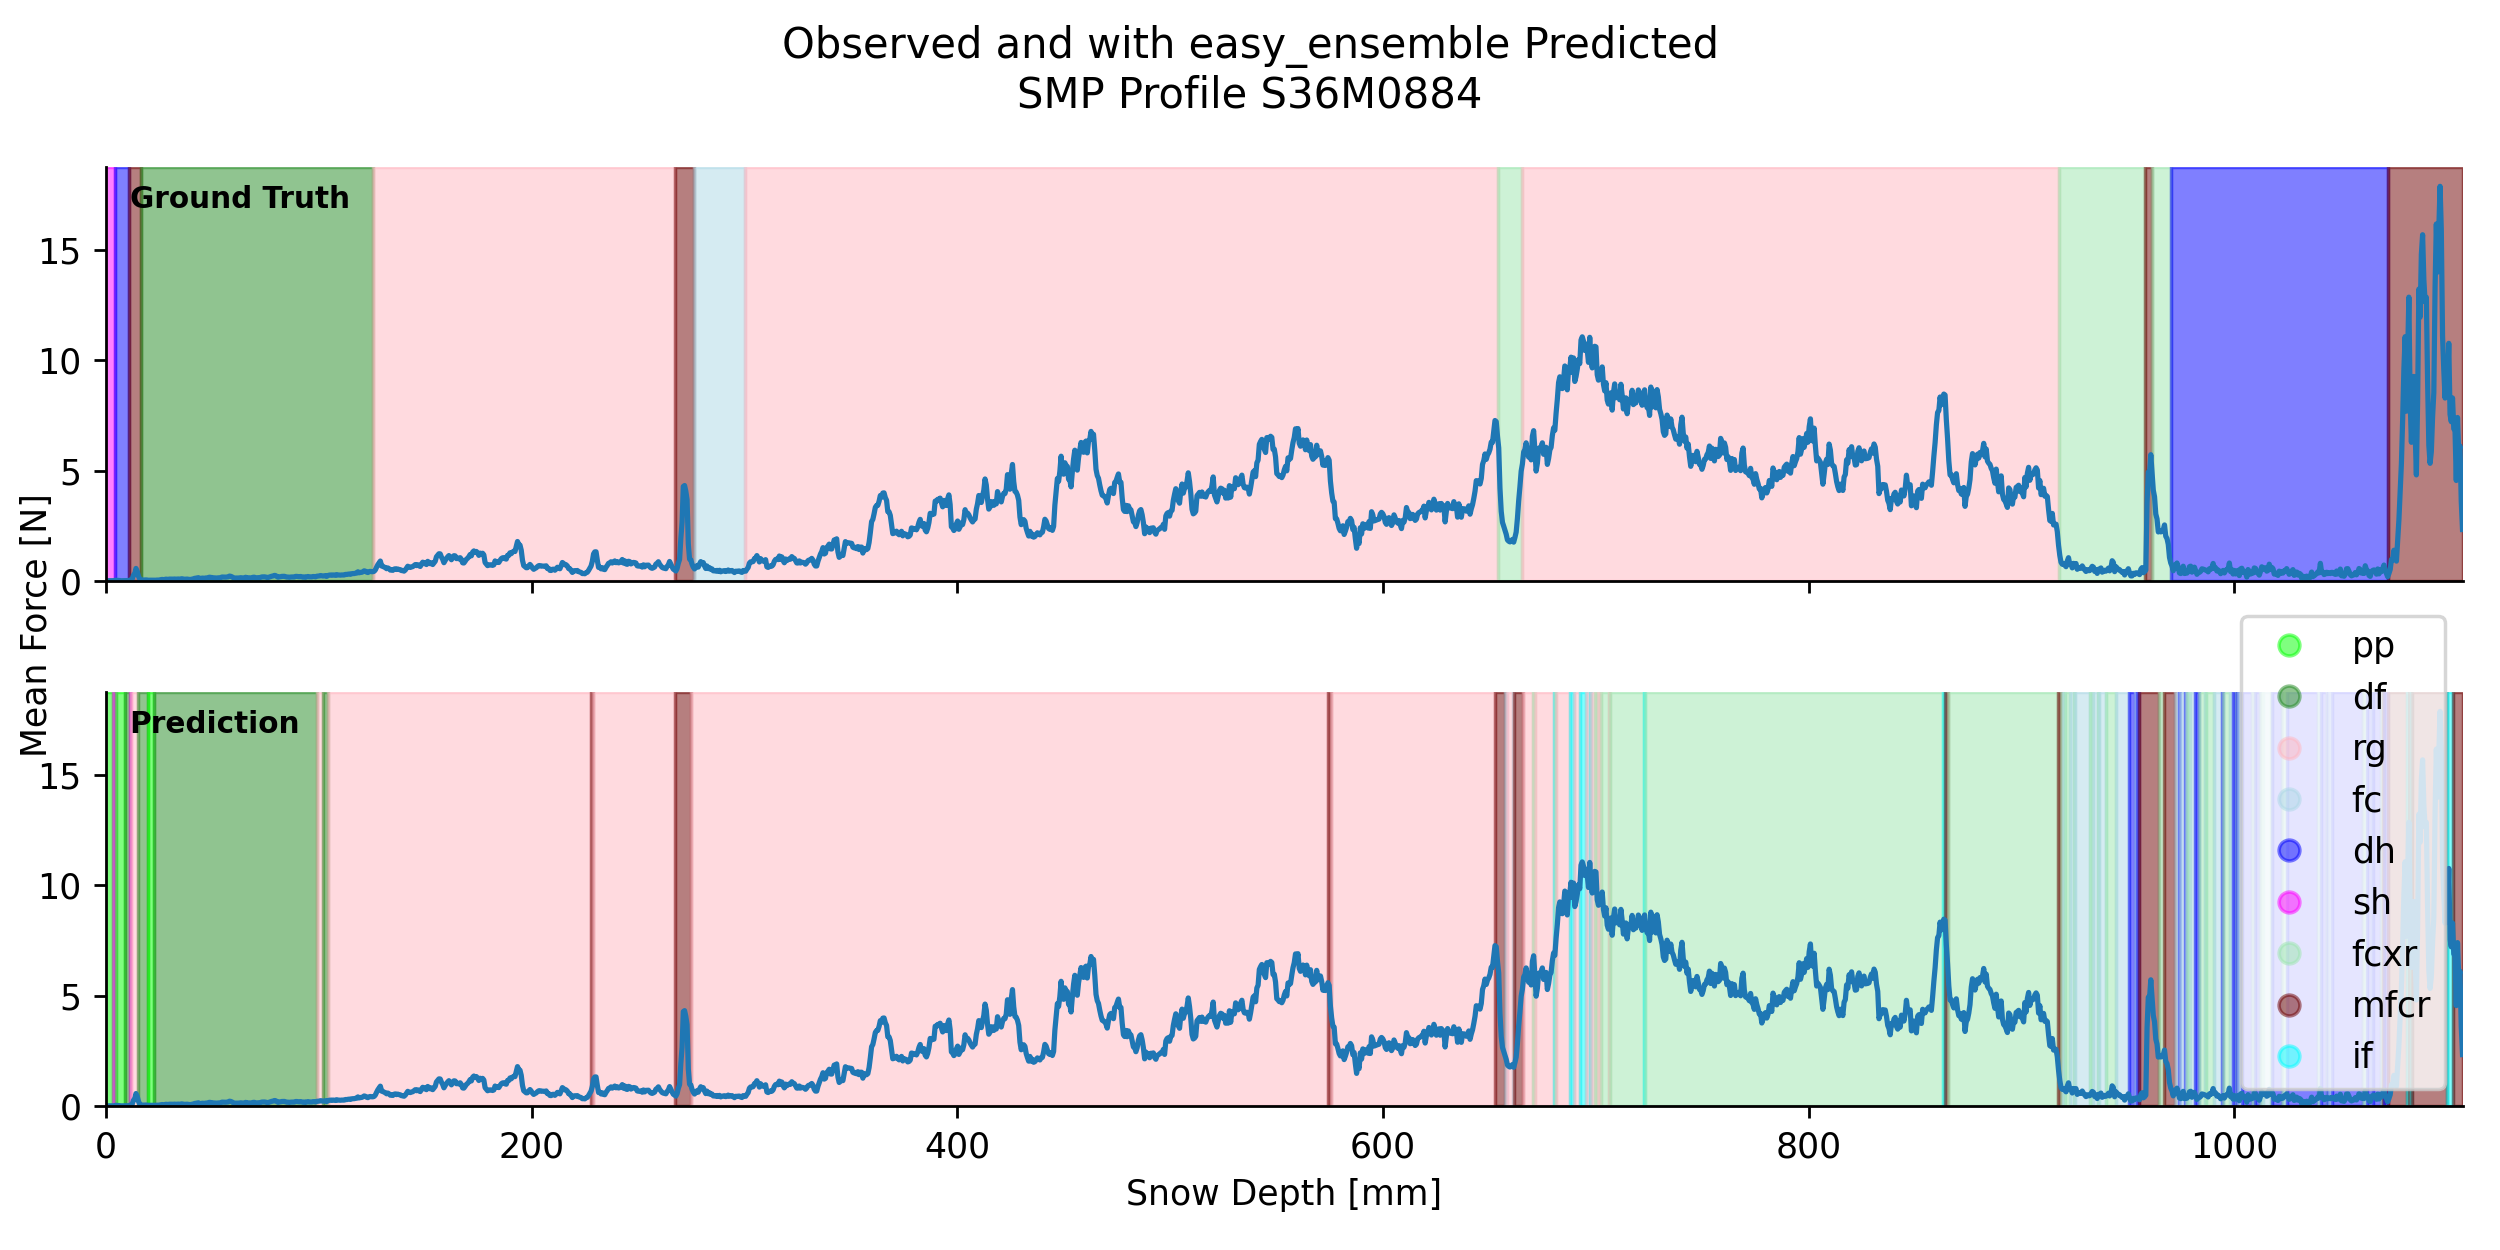 Observed and with easy_ensemble Predicted
SMP Profile S36M0884
Mean Force [N]
Ground Truth
15
10
5
0
Prediction
15
10
5
0
pp
df
rg
fc
dh
sh
fcxr
mfcr
if
0
200
400
600
800
1000
Snow Depth [mm]